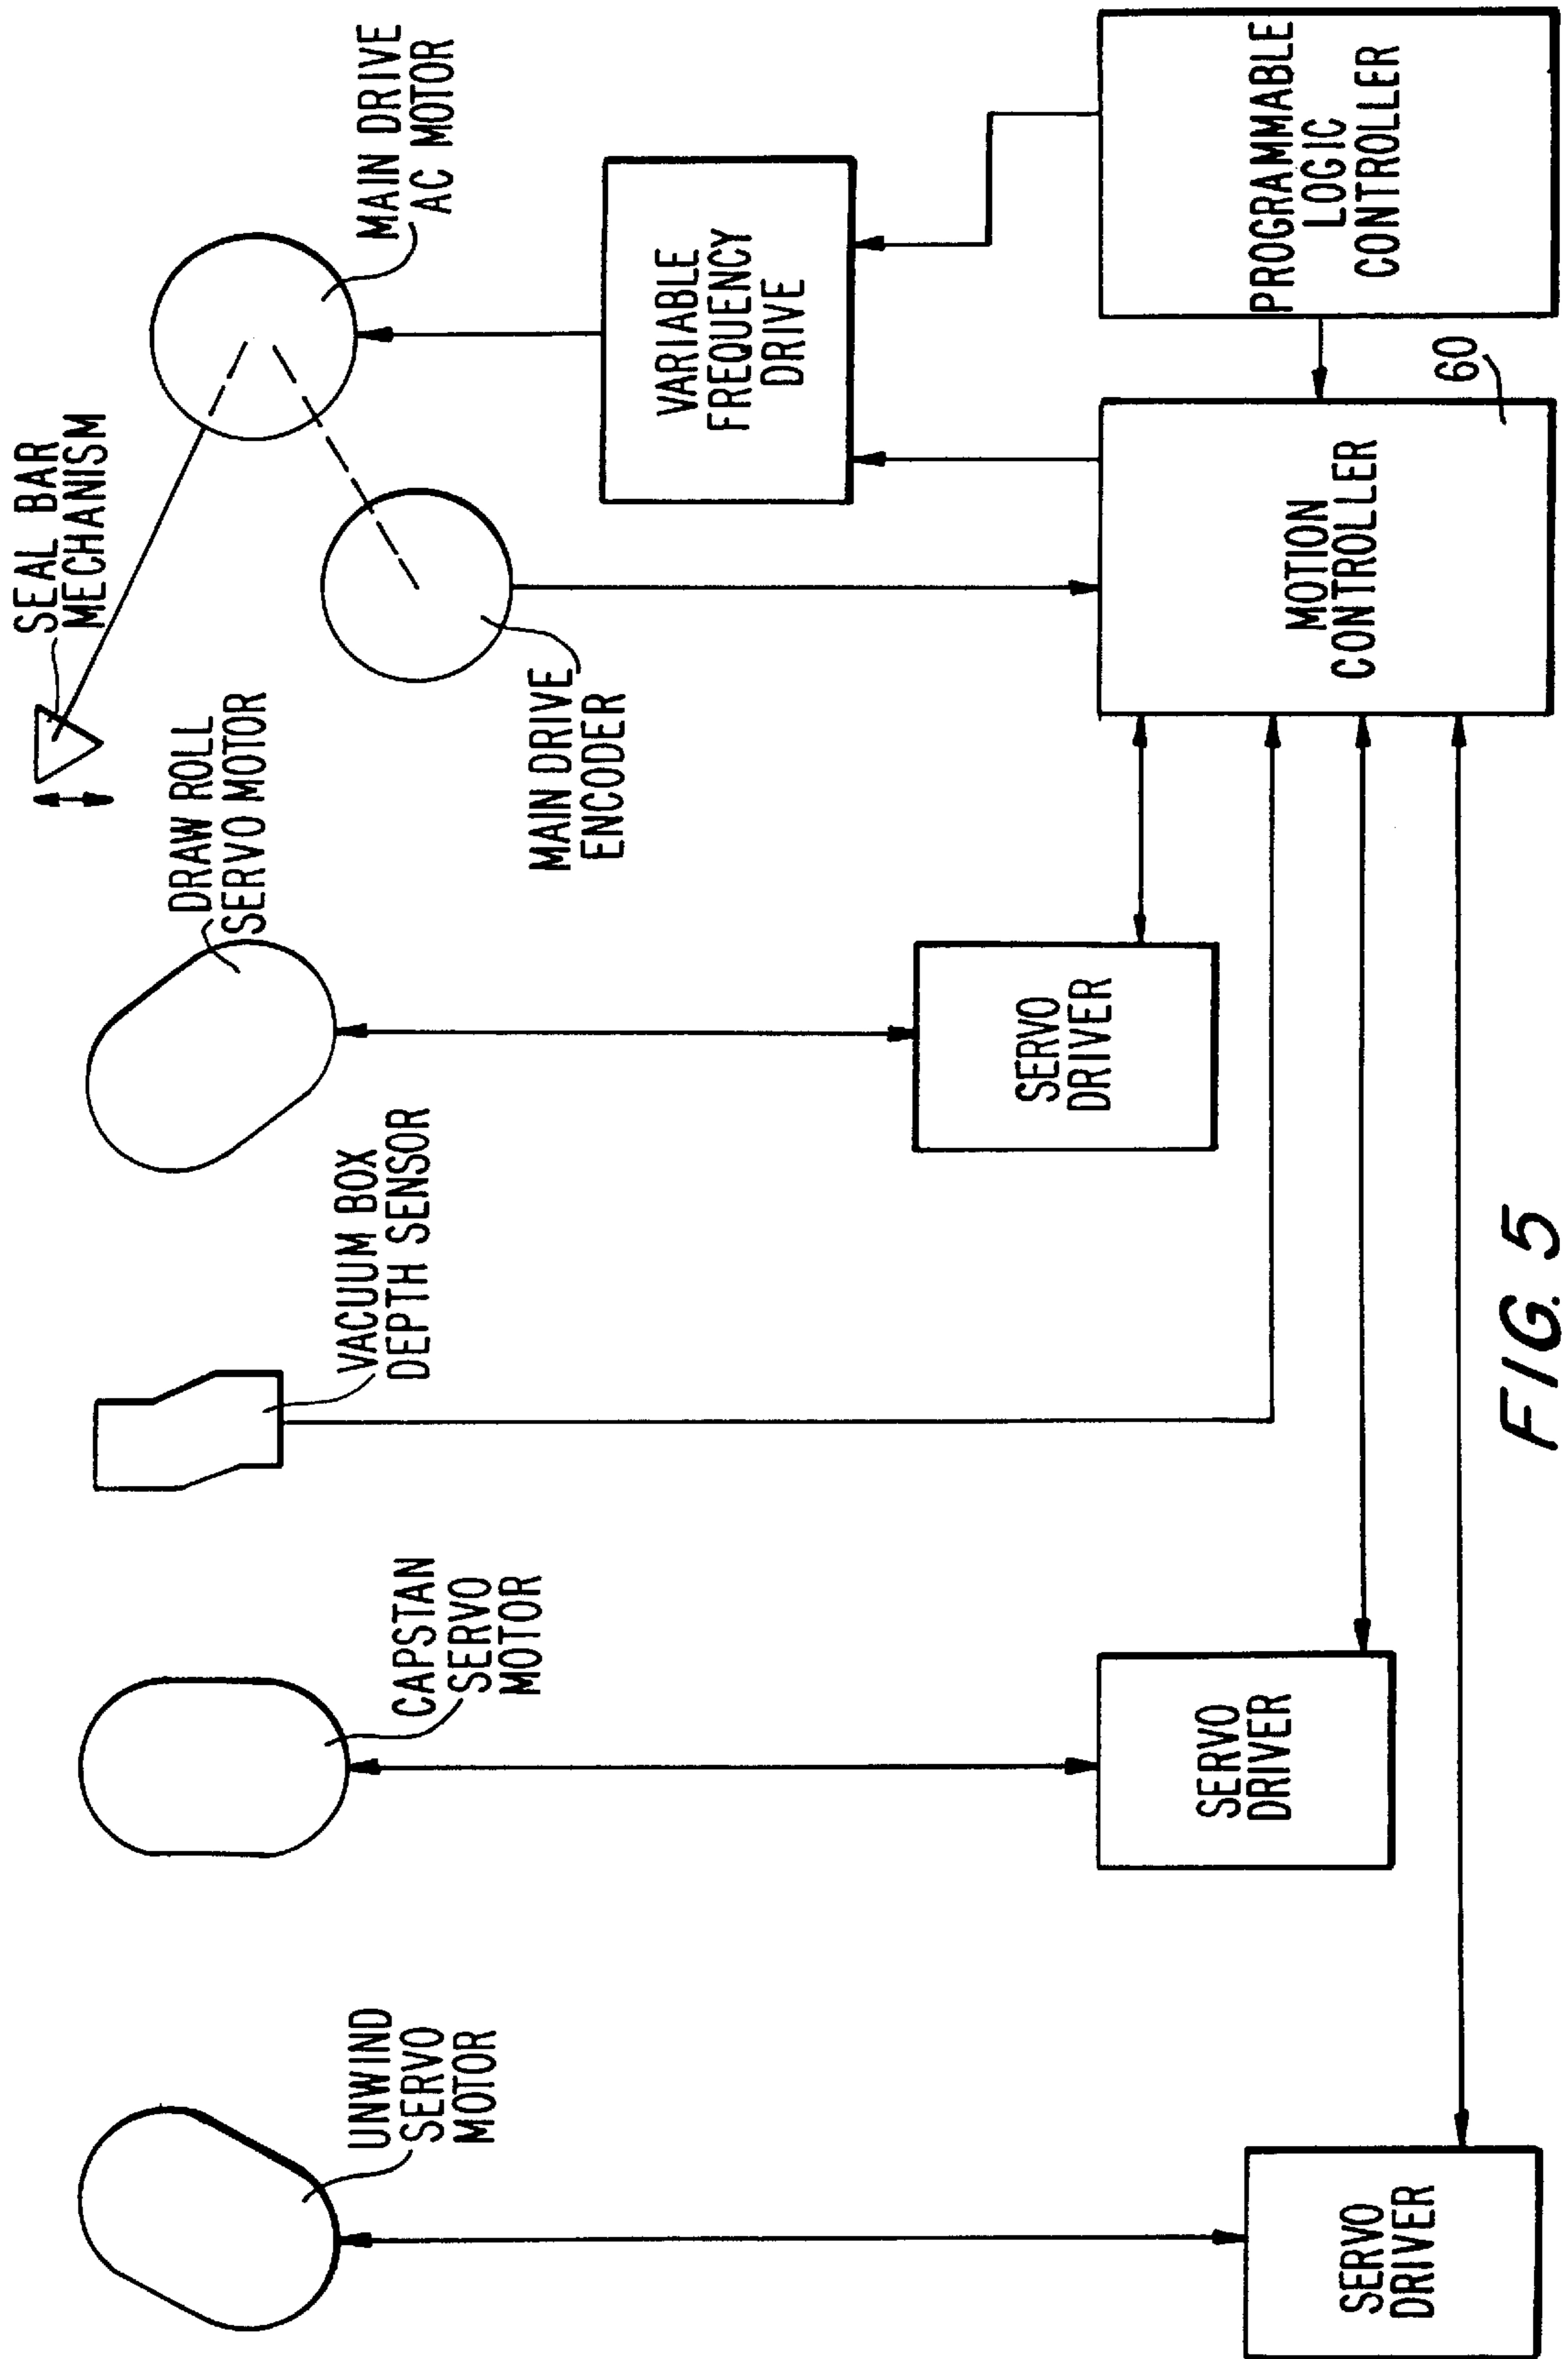 SEAL BAR
MECHANISM
MAIN DRIVE
AC MOTOR
DRAW ROLL
SERVO MOTOR
MAIN DRIVE
ENCODER
VACUUM BOX
DEPTH SENSOR
CAPSTAN
SERVO
MOTOR
UNWIND
SERVO
MOTOR
VARIABLE
FREQUENCY
DRIVE
PROGRAMMABLE
LOGIC
CONTROLLER
60
MOTION
CONTROLLER
SERVO
DRIVER
SERVO
DRIVER
SERVO
DRIVER
FIG. 5